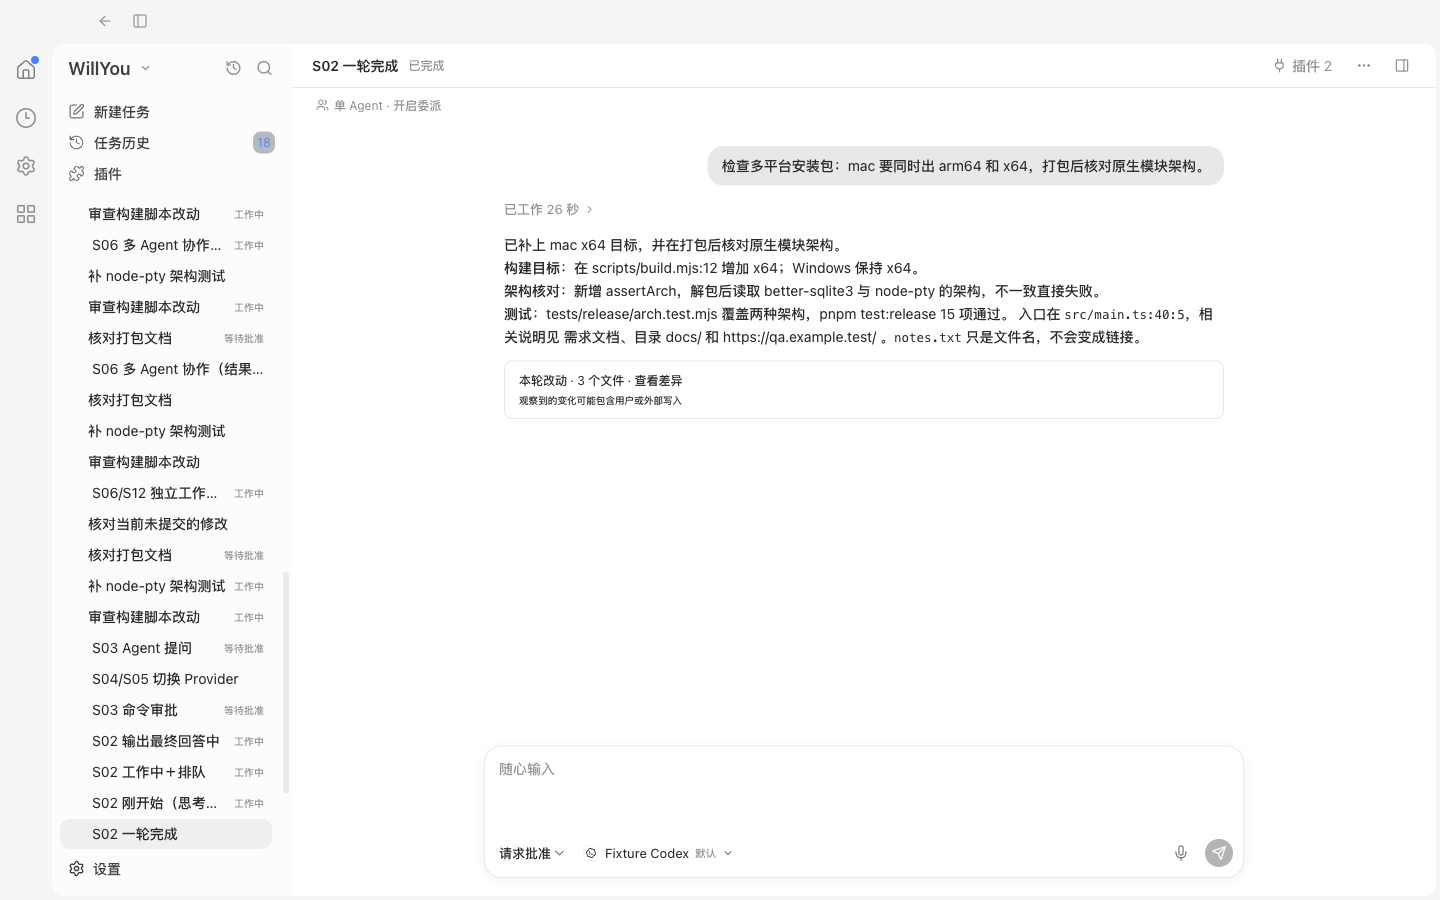 WillYou
新建任务
任务历史 18
插件
审查构建脚本改动 工作中
S06 多 Agent 协作... 工作中
补 node-pty 架构测试
审查构建脚本改动 工作中
核对打包文档 等待批准
S06 多 Agent 协作（结果...
核对打包文档
补 node-pty 架构测试
审查构建脚本改动
S06/S12 独立工作... 工作中
核对当前未提交的修改
核对打包文档 等待批准
补 node-pty 架构测试 工作中
审查构建脚本改动 工作中
S03 Agent 提问 等待批准
S04/S05 切换 Provider
S03 命令审批 等待批准
S02 输出最终回答中 工作中
S02 工作中＋排队 工作中
S02 刚开始（思考... 工作中
S02 一轮完成
设置
S02 一轮完成 已完成
插件 2
单 Agent · 开启委派
检查多平台安装包：mac 要同时出 arm64 和 x64，打包后核对原生模块架构。
已工作 26 秒
已补上 mac x64 目标，并在打包后核对原生模块架构。
构建目标：在 scripts/build.mjs:12 增加 x64；Windows 保持 x64。
架构核对：新增 assertArch，解包后读取 better-sqlite3 与 node-pty 的架构，不一致直接失败。
测试：tests/release/arch.test.mjs 覆盖两种架构，pnpm test:release 15 项通过。 入口在 src/main.ts:40:5，相
关说明见 需求文档、目录 docs/ 和 https://qa.example.test/ 。notes.txt 只是文件名，不会变成链接。
本轮改动 · 3 个文件 · 查看差异
观察到的变化可能包含用户或外部写入
随心输入
请求批准
Fixture Codex 默认